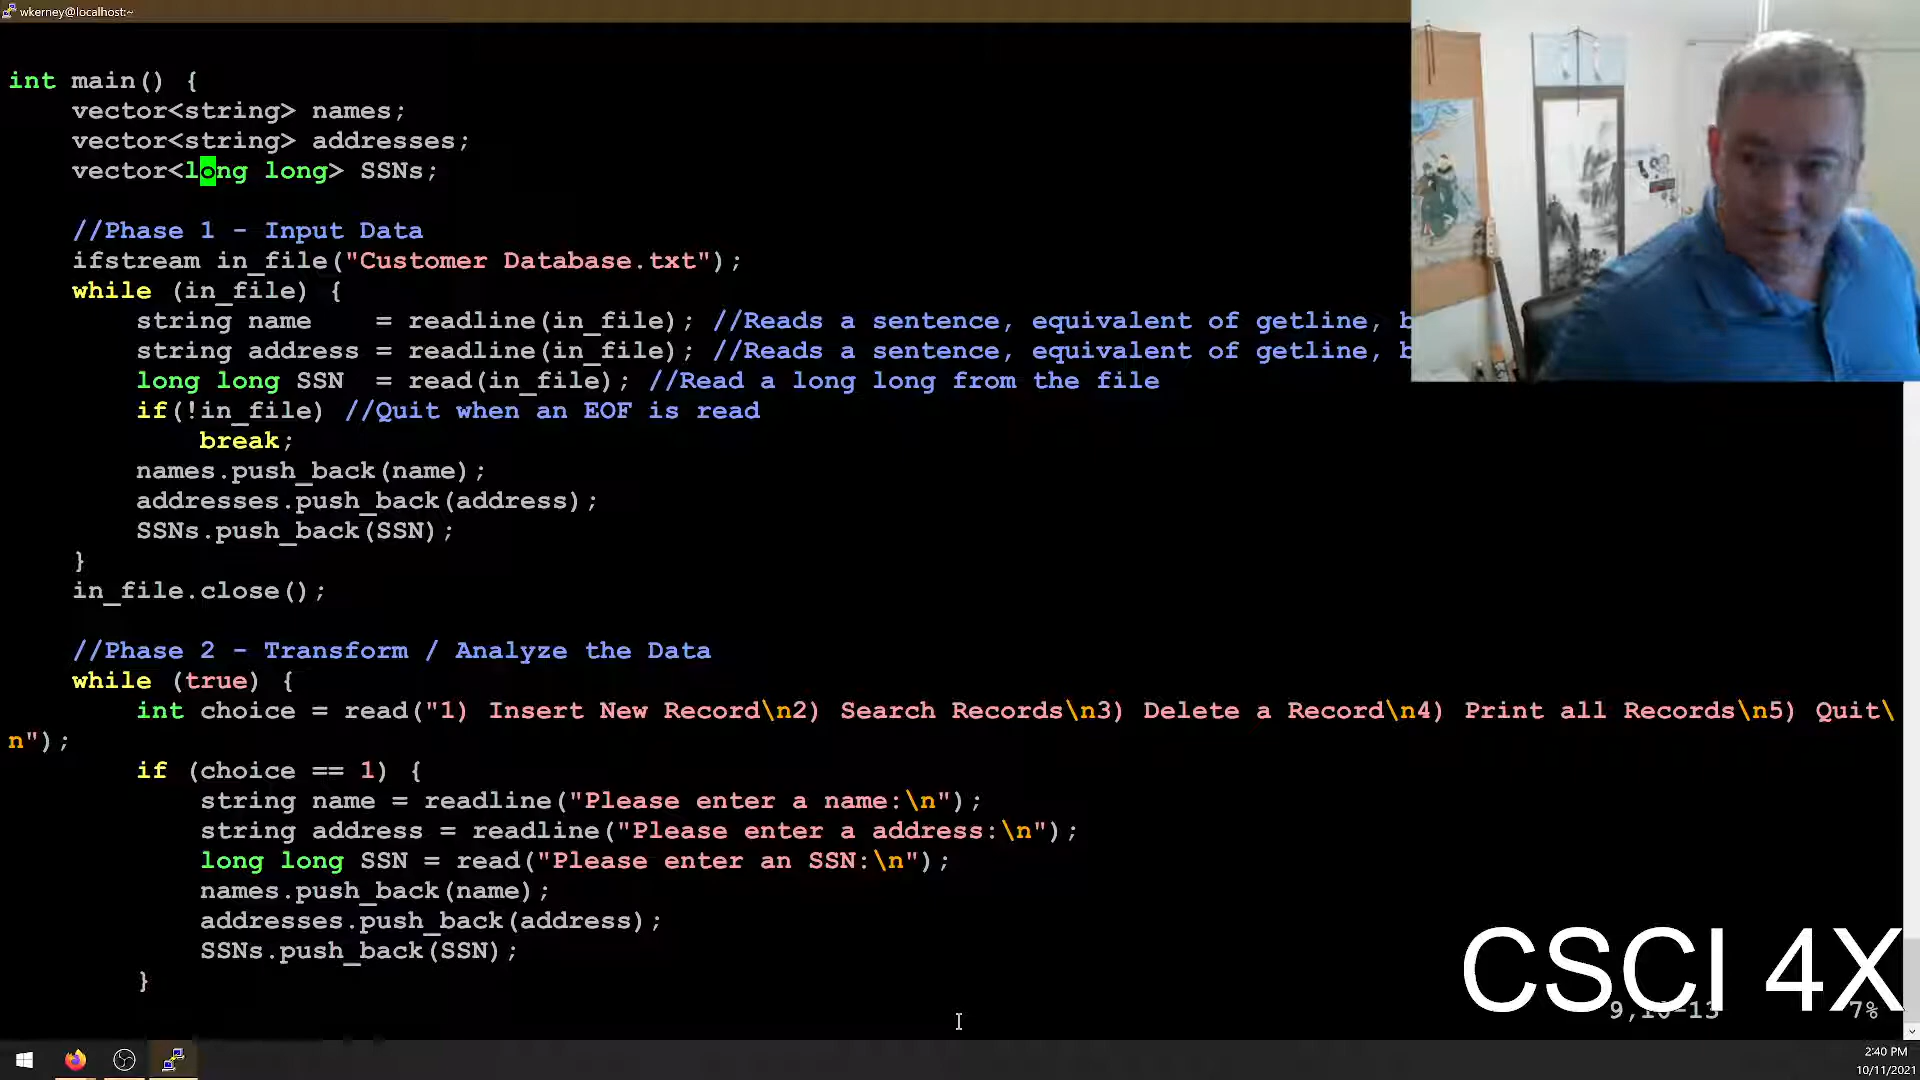 wkerney@localhost:~
int main() {
vector<string> names;
vector<string> addresses;
vector<long long> SSNs;
//Phase 1 - Input Data
ifstream in_file("Customer Database.txt");
while (in_file) {
string name    = readline(in_file); //Reads a sentence, equivalent of getline, b
string address = readline(in_file); //Reads a sentence, equivalent of getline, b
long long SSN  = read(in_file); //Read a long long from the file
if(!in_file) //Quit when an EOF is read
break;
names.push_back(name);
addresses.push_back(address);
SSNs.push_back(SSN);
}
in_file.close();
//Phase 2 - Transform / Analyze the Data
while (true) {
int choice = read("1) Insert New Record\n2) Search Records\n3) Delete a Record\n4) Print all Records\n5) Quit\
n");
if (choice == 1) {
string name = readline("Please enter a name:\n");
string address = readline("Please enter a address:\n");
long long SSN = read("Please enter an SSN:\n");
names.push_back(name);
addresses.push_back(address);
SSNs.push_back(SSN);
}
CSCI 4X
9,16-13 7%
2:40 PM
10/11/2021